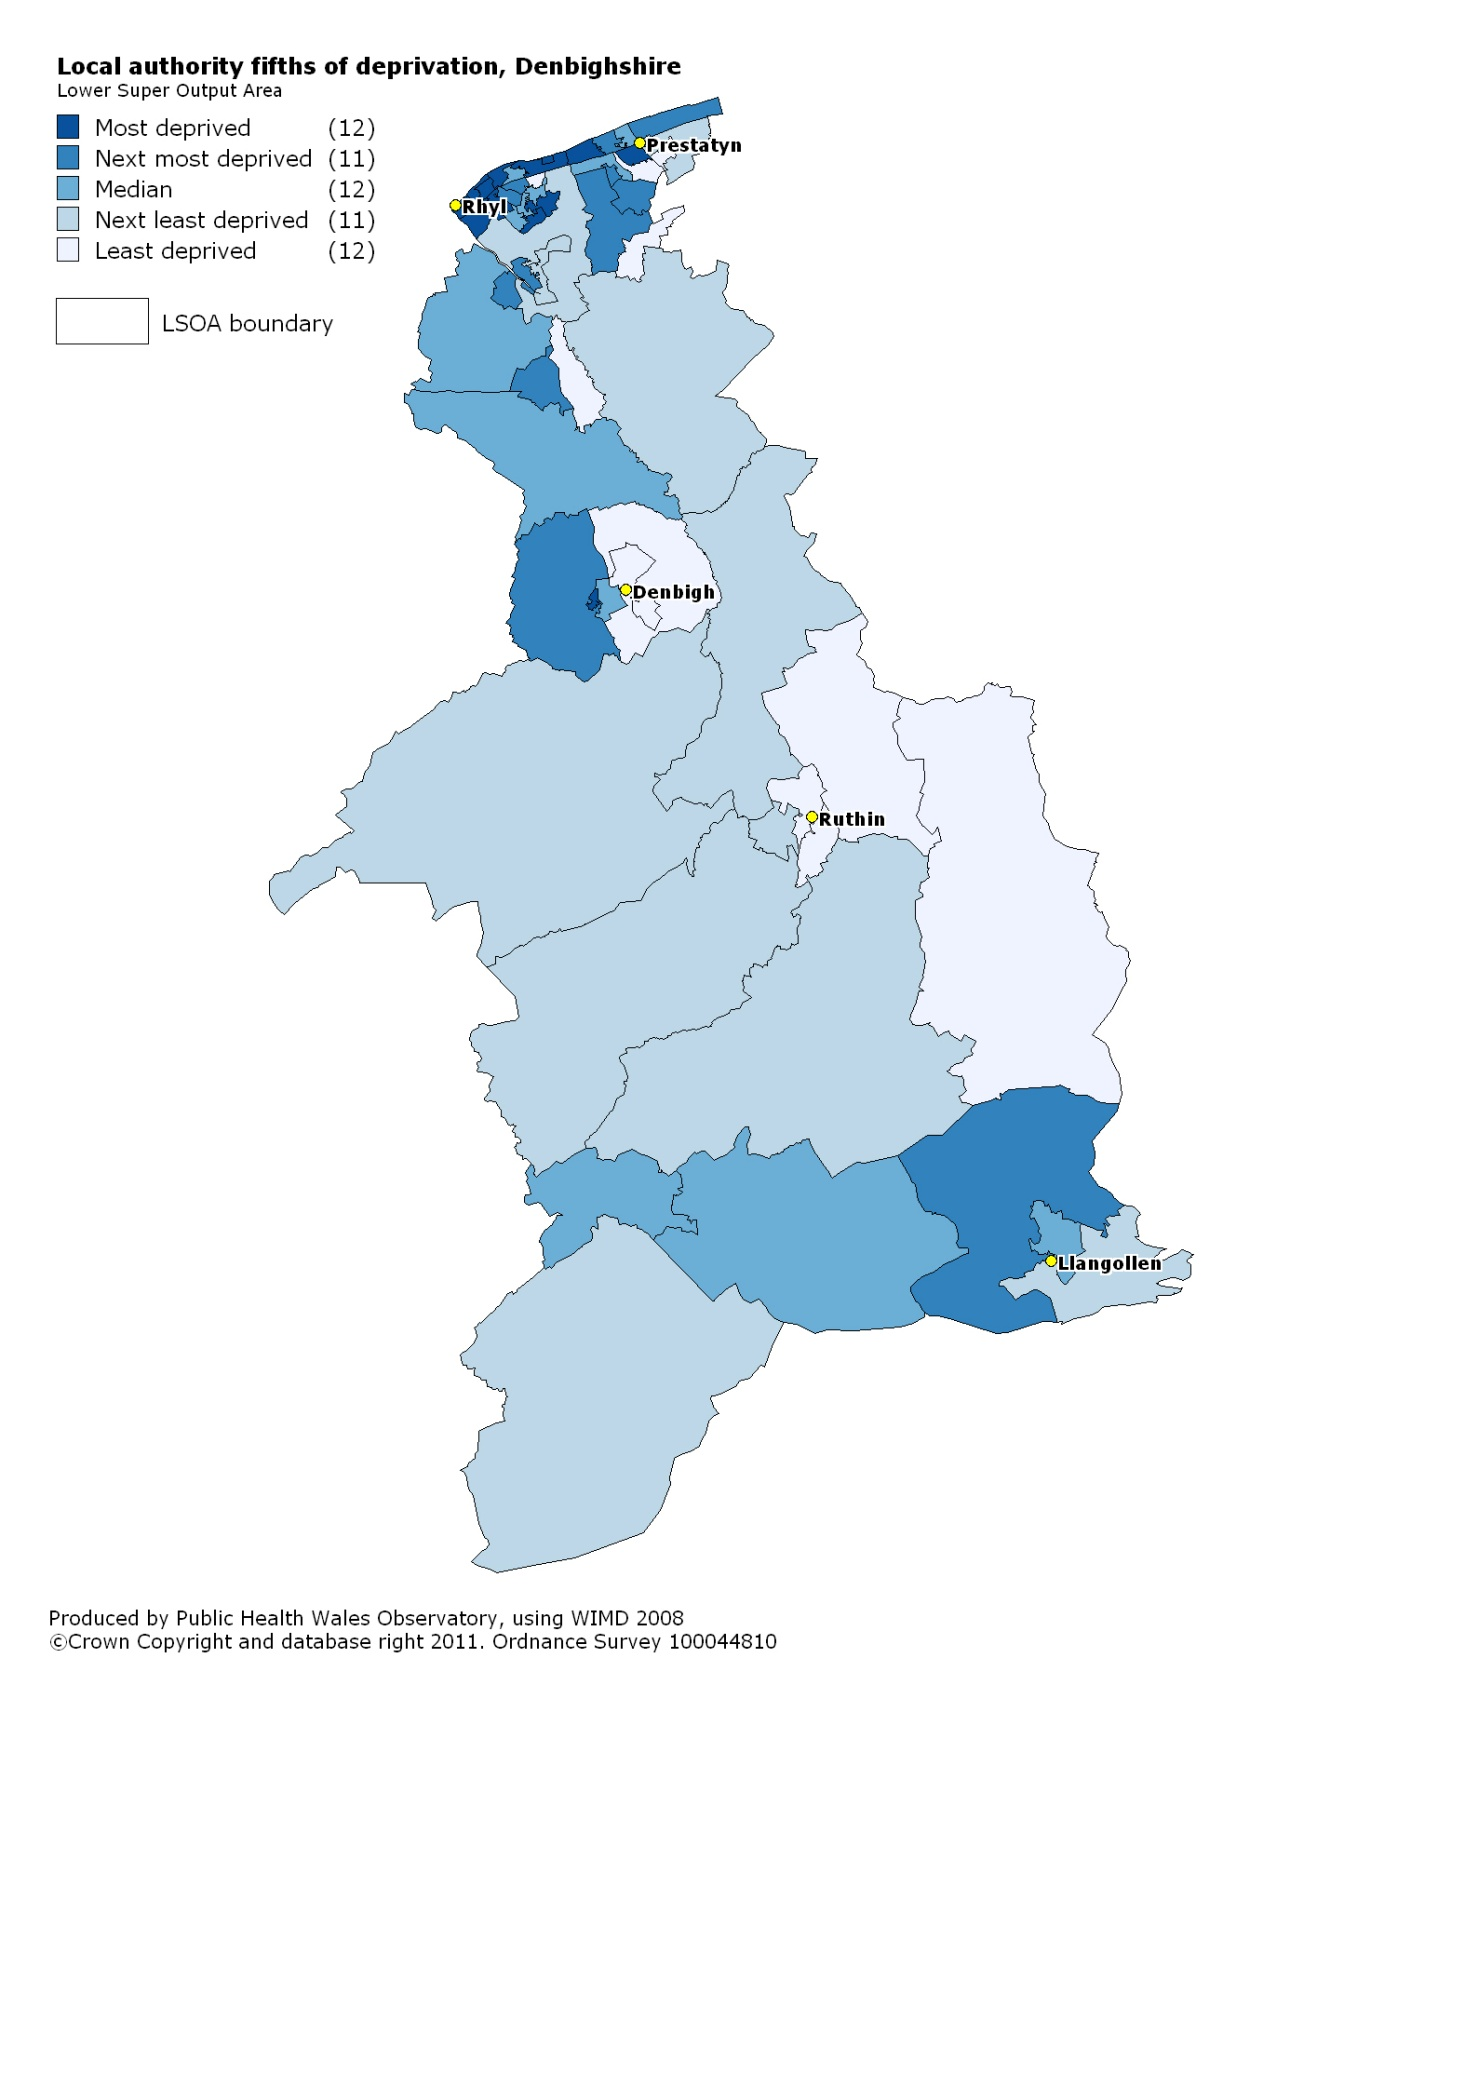 Local authority fifths of deprivation, Denbighshire
Lower Super Output Area
Most deprived (12)
Next most deprived (11)
Median (12)
Next least deprived (11)
Least deprived (12)
LSOA boundary
Prestatyn
Rhyl
Denbigh
Ruthin
Llangollen
Produced by Public Health Wales Observatory, using WIMD 2008
©Crown Copyright and database right 2011. Ordnance Survey 100044810